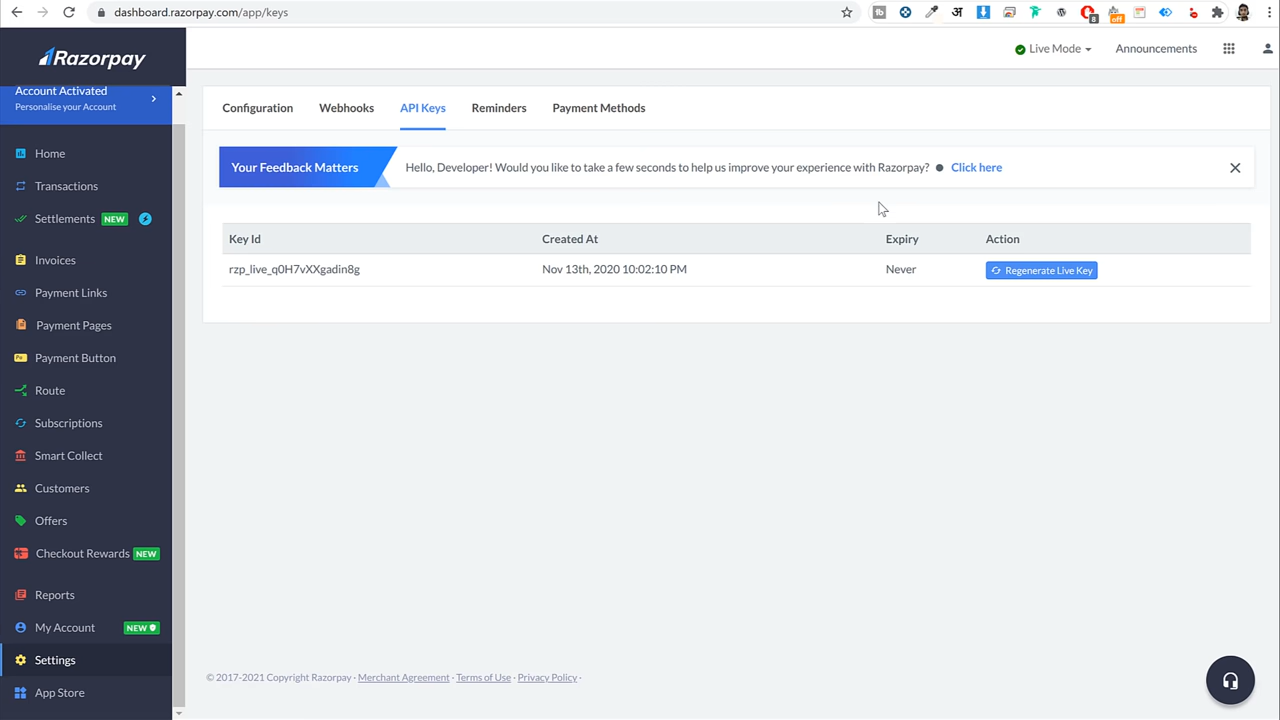 dashboard.razorpay.com/app/keys
अ
8
off
Razorpay
Live Mode
Announcements
Account Activated
Personalise your Account
Configuration
Webhooks
API Keys
Reminders
Payment Methods
Your Feedback Matters
Hello, Developer! Would you like to take a few seconds to help us improve your experience with Razorpay? ● Click here
Home
Transactions
Settlements NEW
Invoices
Payment Links
Payment Pages
Payment Button
Route
Subscriptions
Smart Collect
Customers
Offers
Checkout Rewards NEW
Reports
My Account NEW
Settings
App Store
Key Id
Created At
Expiry
Action
rzp_live_q0H7vXXgadin8g
Nov 13th, 2020 10:02:10 PM
Never
Regenerate Live Key
© 2017-2021 Copyright Razorpay · Merchant Agreement · Terms of Use · Privacy Policy ·